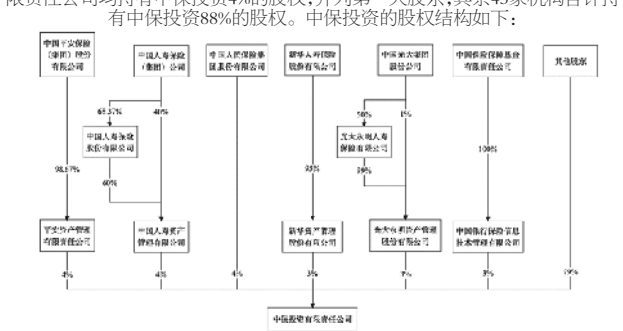 限责任公司均持有中保投资4%的股权，并列第一大股东，其余43家机构合计持
有中保投资88%的股权。中保投资的股权结构如下：
中国平安保险
（集团）股份
有限公司
中国人寿保险
（集团）公司
中国人民保险集
团股份有限公司
新华人寿保险
股份有限公司
中国光大集团
股份公司
中国保险保障基金
有限责任公司
其他股东
68.37%
40%
50%
中国人寿保险
股份有限公司
光大永明人寿
保险有限公司
100%
98.67%
60%
99%
平安资产管理
有限责任公司
中国人寿资产
管理有限公司
新华资产管理
股份有限公司
光大永明资产管理
股份有限公司
中国保险保险信息
技术管理有限公司
4%
4%
4%
3%
3%
79%
中保投资有限责任公司